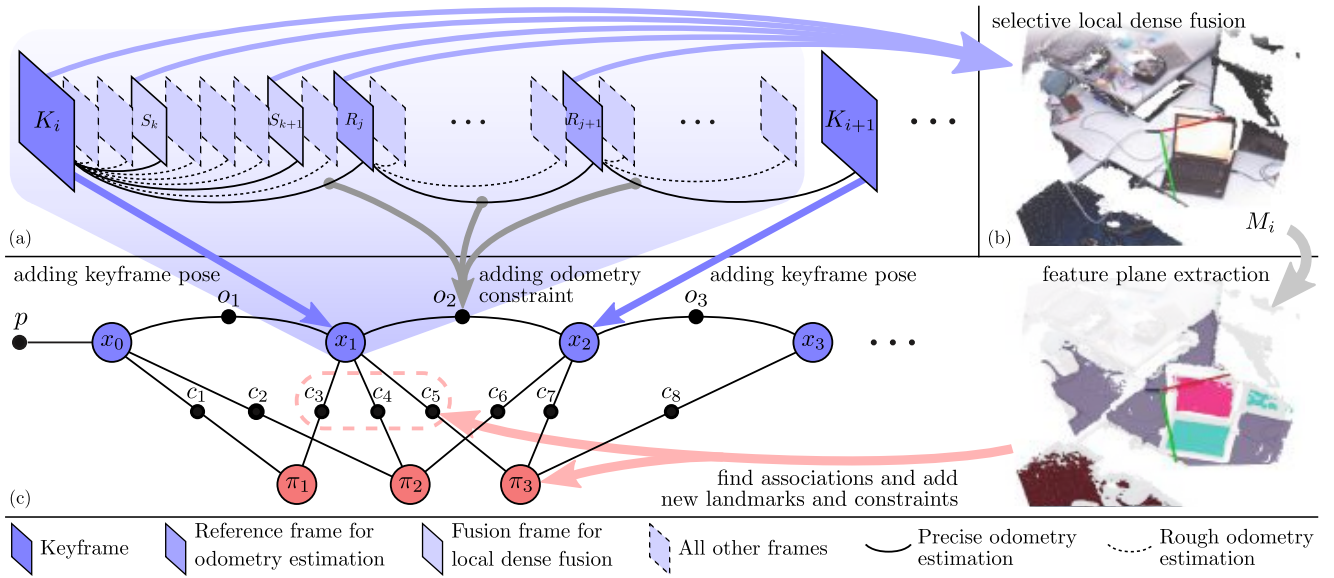 selective local dense fusion
K_i
S_k
S_{k+1}
R_j
...
R_{j+1}
...
K_{i+1}
...
M_i
(a)
(b)
adding keyframe pose
adding odometry
constraint
adding keyframe pose
feature plane extraction
p
o_1
o_2
o_3
x_0
x_1
x_2
x_3
...
c_1
c_2
c_3
c_4
c_5
c_6
c_7
c_8
π_1
π_2
π_3
find associations and add
new landmarks and constraints
(c)
Keyframe
Reference frame for
odometry estimation
Fusion frame for
local dense fusion
All other frames
Precise odometry
estimation
Rough odometry
estimation